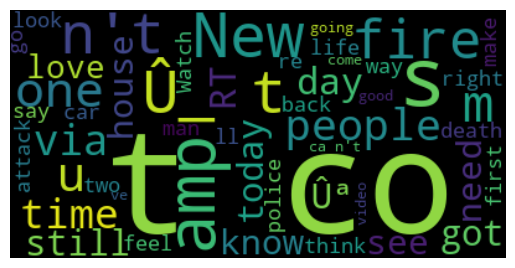 look n't New fire going make
go life re come
love house Watch RT day way
one Û t s m right
say car back
via man ll people good death
attack t amp l co
u two ca n't today police Ûª need first
time ve video
still feel know think see got